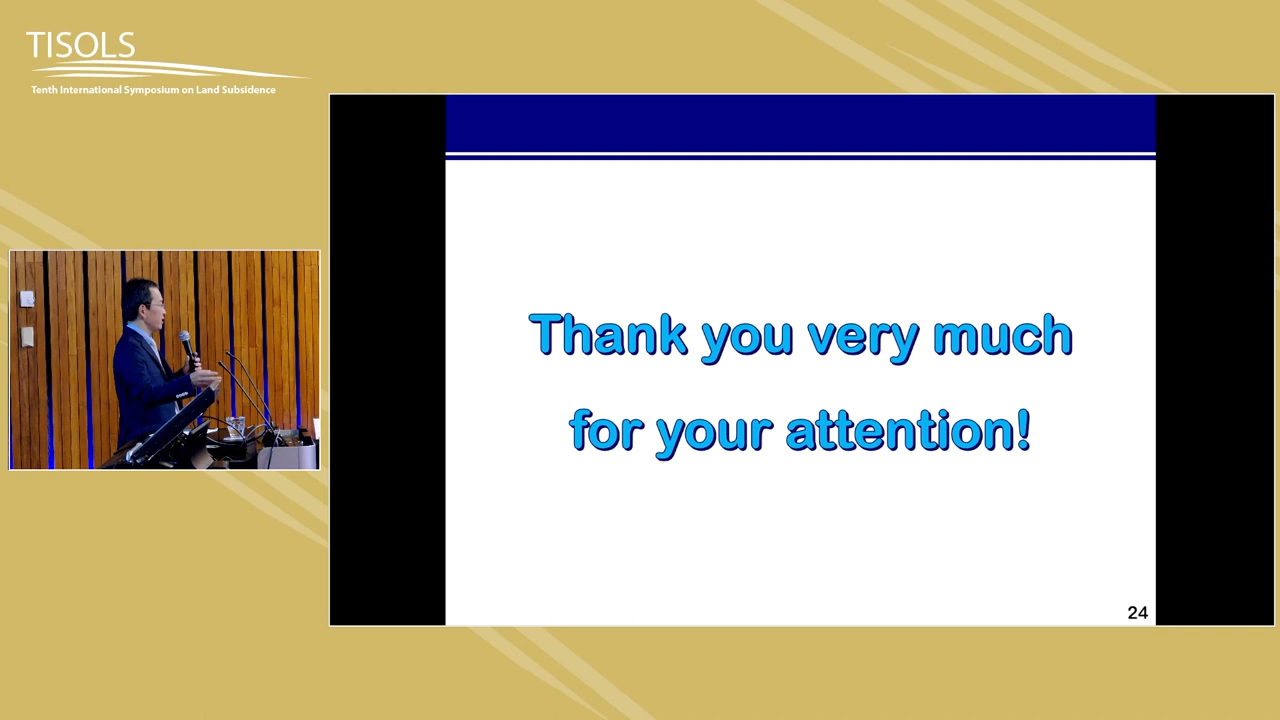 TISOLS
Tenth International Symposium on Land Subsidence
Thank you very much
for your attention!
24